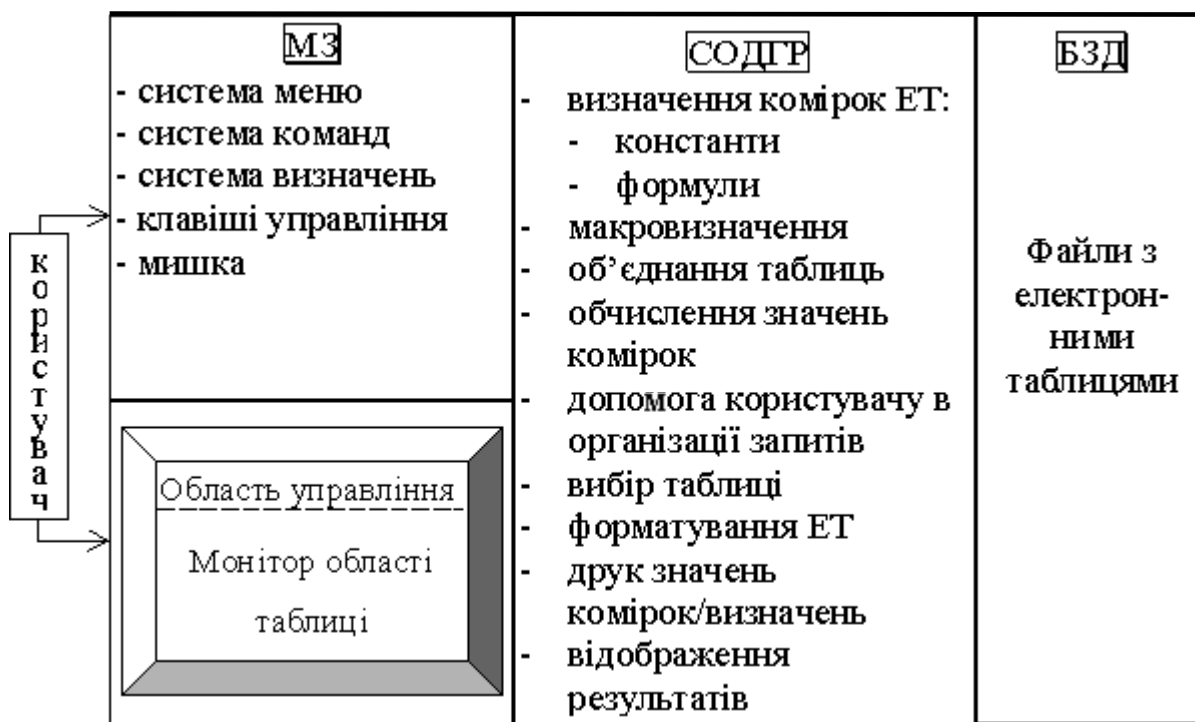 користувач
МЗ
- система меню
- система команд
- система визначень
- клавіші управління
- мишка
Область управління
Монітор області
таблиці
СОДГР
- визначення комірок ЕТ:
- константи
- формули
- макровизначення
- об’єднання таблиць
- обчислення значень
комірок
- допомога користувачу в
організації запитів
- вибір таблиці
- форматування ЕТ
- друк значень
комірок/визначень
- відображення
результатів
БЗД
Файли з
електрон-
ними
таблицями